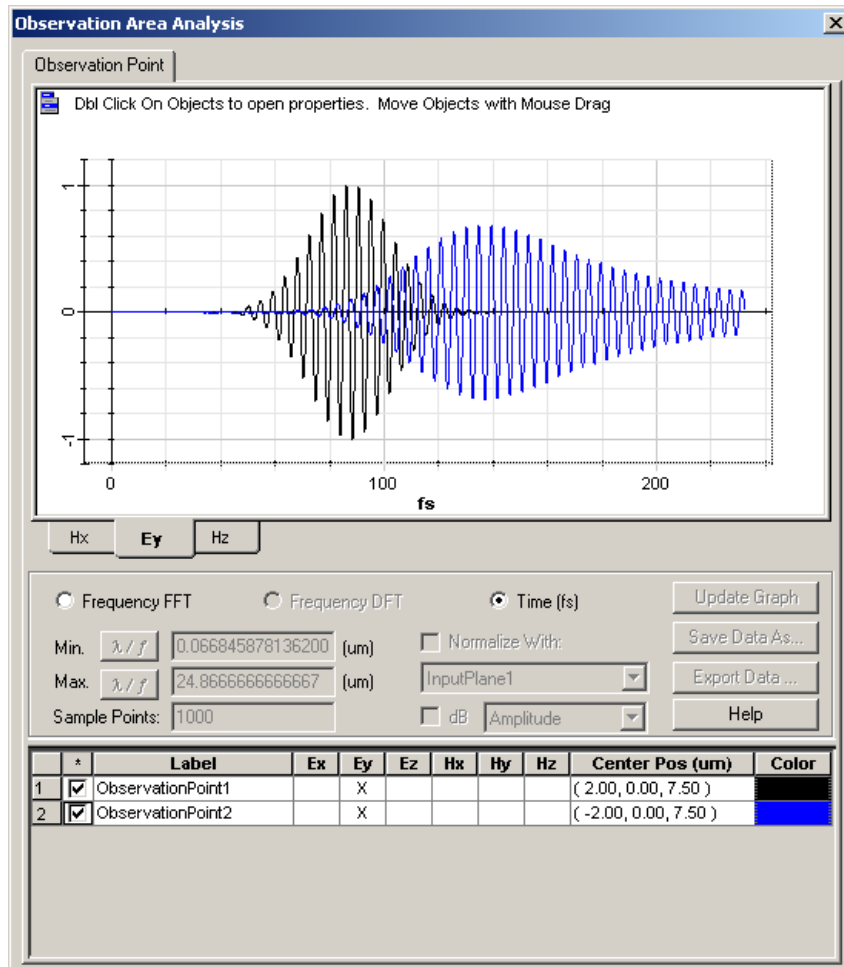 Observation Area Analysis
Observation Point
Dbl Click On Objects to open properties.  Move Objects with Mouse Drag
1
0
-1
0 100 200
fs
Hx Ey Hz
Frequency FFT Frequency DFT Time (fs) Update Graph
Min. λ / f 0.066845878136200 (um) Normalize With: Save Data As...
Max. λ / f 24.8666666666667 (um) InputPlane1 Export Data ...
Sample Points: 1000 dB Amplitude Help
* Label Ex Ey Ez Hx Hy Hz Center Pos (um) Color
1 ObservationPoint1 X ( 2.00, 0.00, 7.50 )
2 ObservationPoint2 X ( -2.00, 0.00, 7.50 )